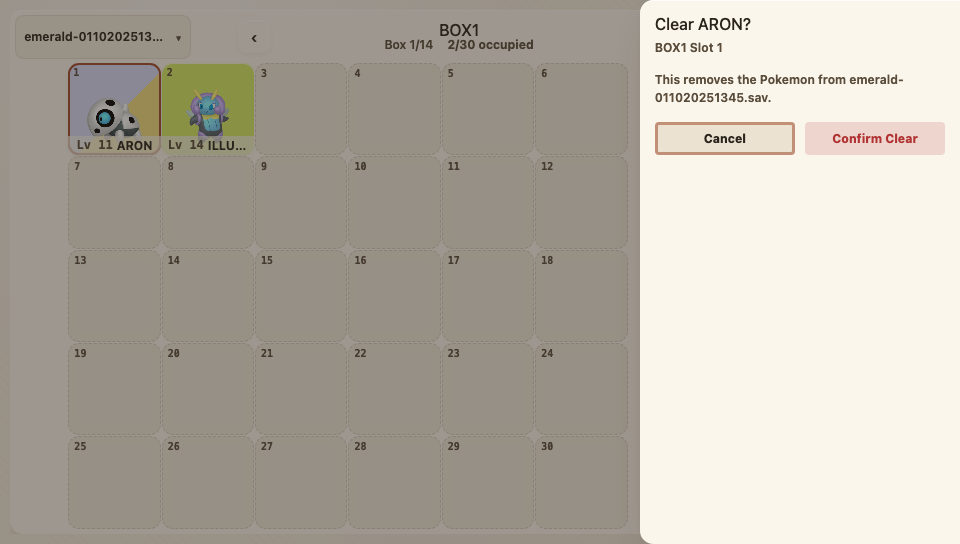 emerald-0110202513... ▾
‹
BOX1
Box 1/14 2/30 occupied
1 2 3 4 5 6
Lv 11 ARON Lv 14 ILLU...
7 8 9 10 11 12
13 14 15 16 17 18
19 20 21 22 23 24
25 26 27 28 29 30
Clear ARON?
BOX1 Slot 1
This removes the Pokemon from emerald-
011020251345.sav.
Cancel Confirm Clear